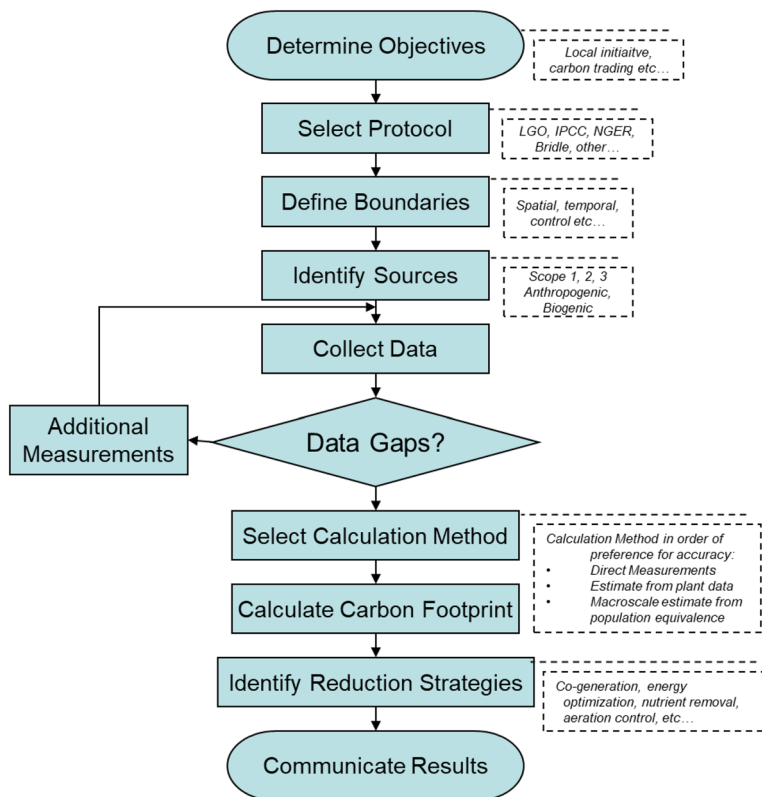 Determine Objectives
Local initiaitve,
carbon trading etc…
Select Protocol
LGO, IPCC, NGER,
Bridle, other…
Define Boundaries
Spatial, temporal,
control etc…
Identify Sources
Scope 1, 2, 3
Anthropogenic,
Biogenic
Collect Data
Additional
Measurements
Data Gaps?
Select Calculation Method
Calculation Method in order of
preference for accuracy:
• Direct Measurements
• Estimate from plant data
• Macroscale estimate from
population equivalence
Calculate Carbon Footprint
Identify Reduction Strategies
Co-generation, energy
optimization, nutrient removal,
aeration control, etc…
Communicate Results